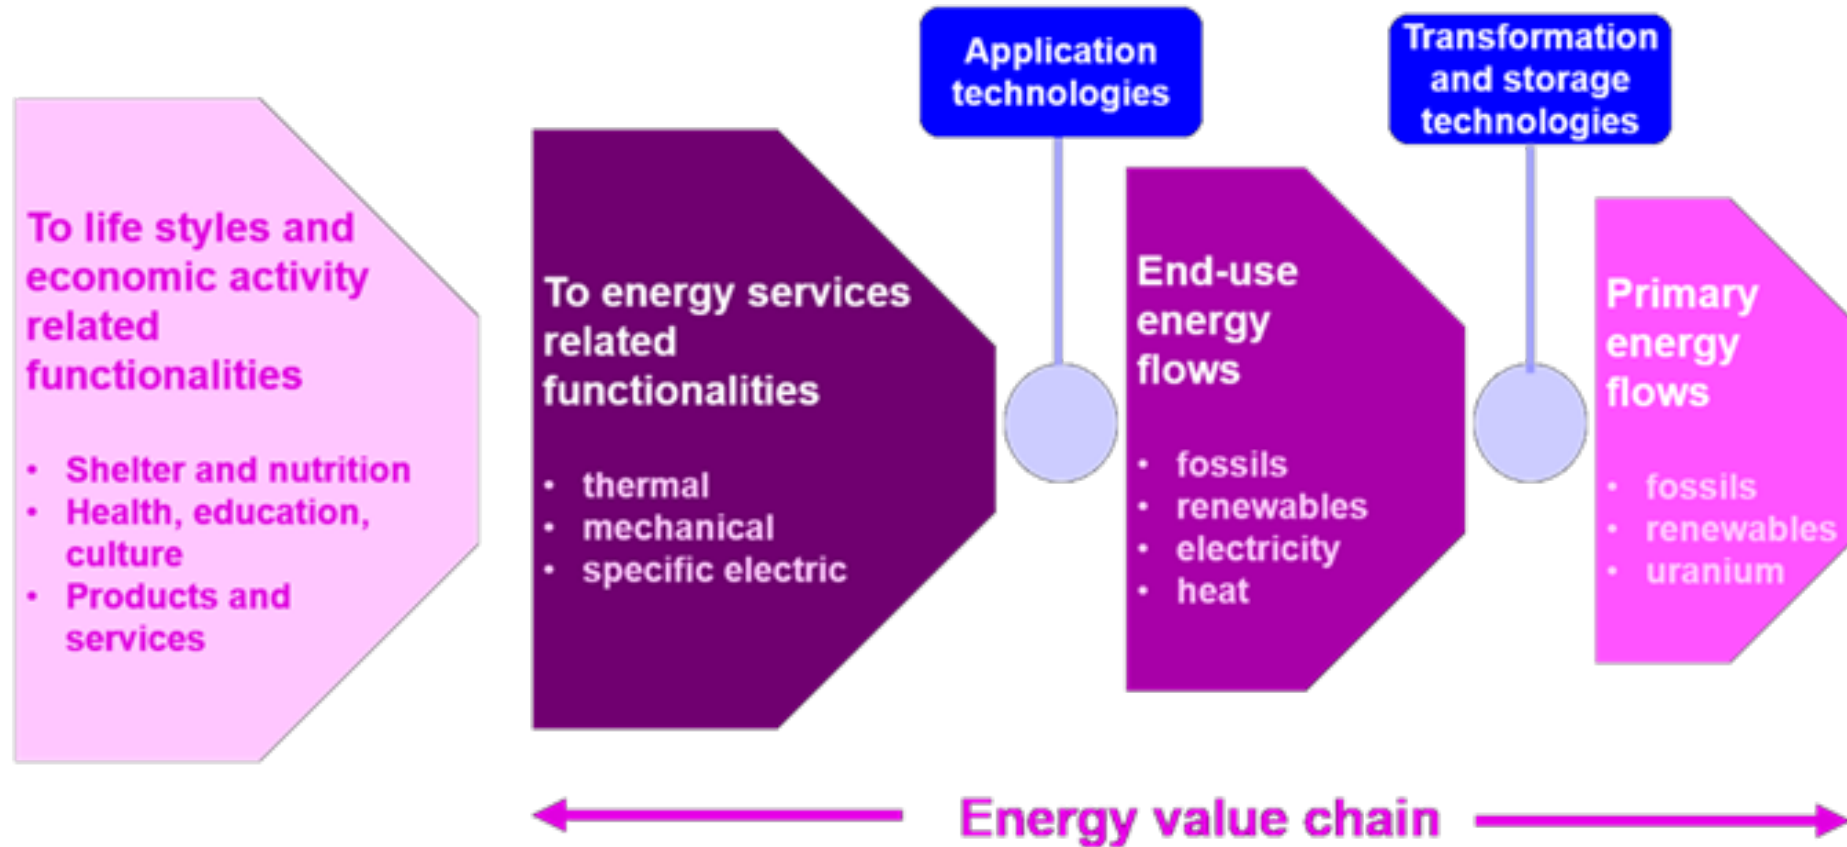 To life styles and
economic activity
related
functionalities
• Shelter and nutrition
• Health, education,
culture
• Products and
services
To energy services
related
functionalities
• thermal
• mechanical
• specific electric
Application
technologies
End-use
energy
flows
• fossils
• renewables
• electricity
• heat
Transformation
and storage
technologies
Primary
energy
flows
• fossils
• renewables
• uranium
Energy value chain